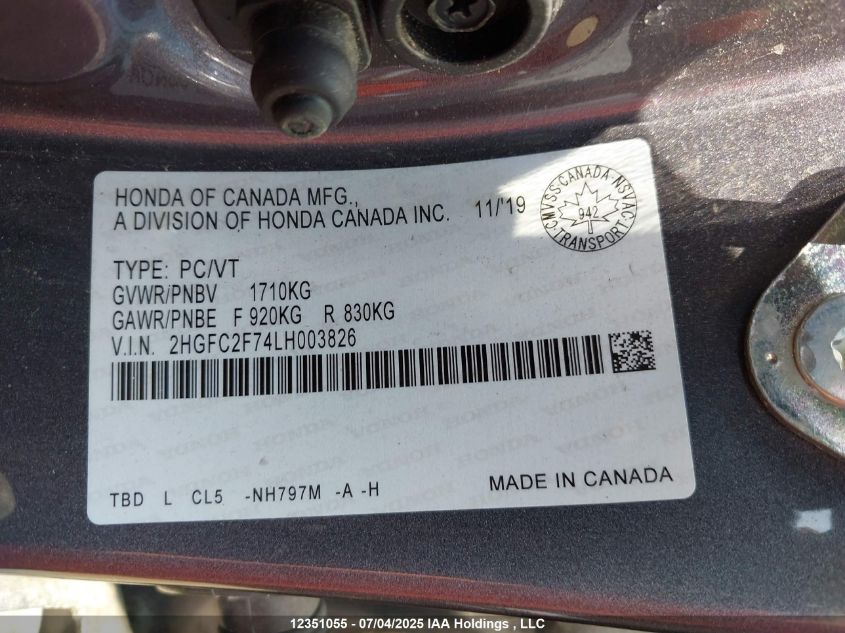 HONDA OF CANADA MFG.,
A DIVISION OF HONDA CANADA INC. 11/'19
CMVSS·CANADA·NSVAC·TRANSPORT
942
TYPE: PC/VT
GVWR/PNBV 1710KG
GAWR/PNBE F 920KG R 830KG
V.I.N. 2HGFC2F74LH003826
TBD L CL5 -NH797M -A -H
MADE IN CANADA
12351055 - 07/04/2025 IAA Holdings , LLC